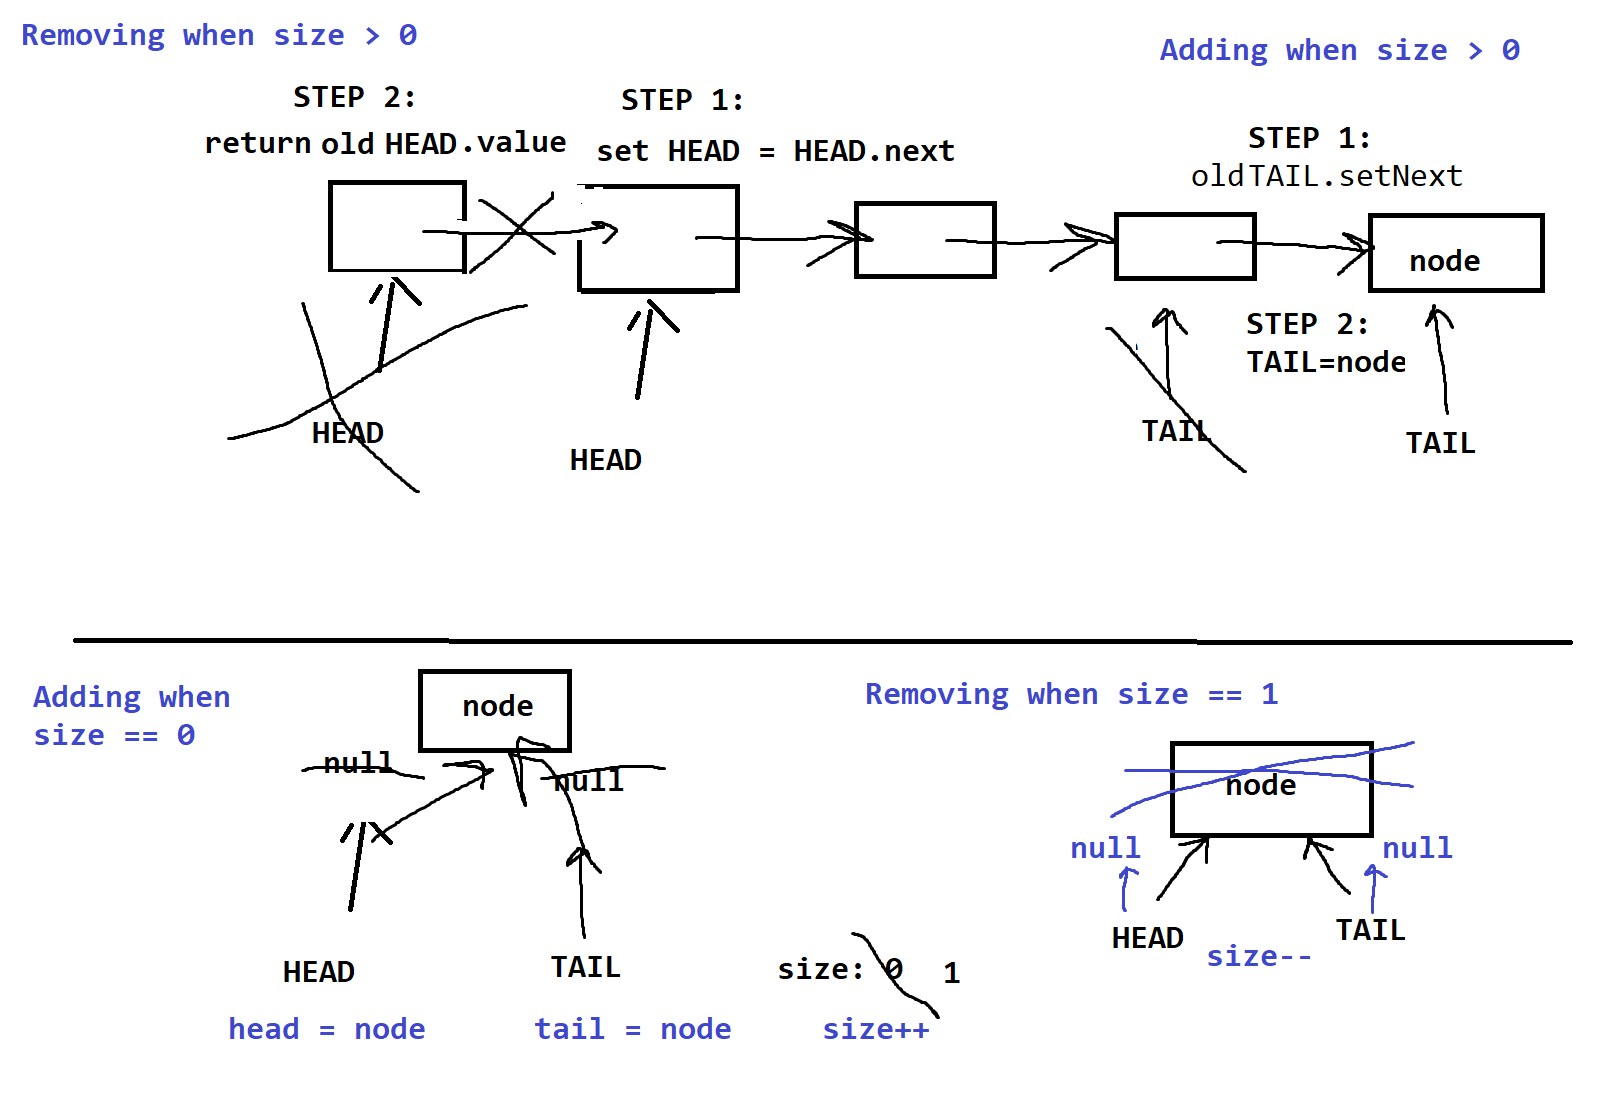 Removing when size > 0
STEP 2:
return old HEAD.value
STEP 1:
set HEAD = HEAD.next
HEAD
HEAD
Adding when size > 0
STEP 1:
oldTAIL.setNext
node
STEP 2:
TAIL=node
TAIL
TAIL
Adding when
size == 0
node
null
null
HEAD
TAIL
size: 0 1
head = node
tail = node
size++
Removing when size == 1
node
null
null
HEAD
TAIL
size--